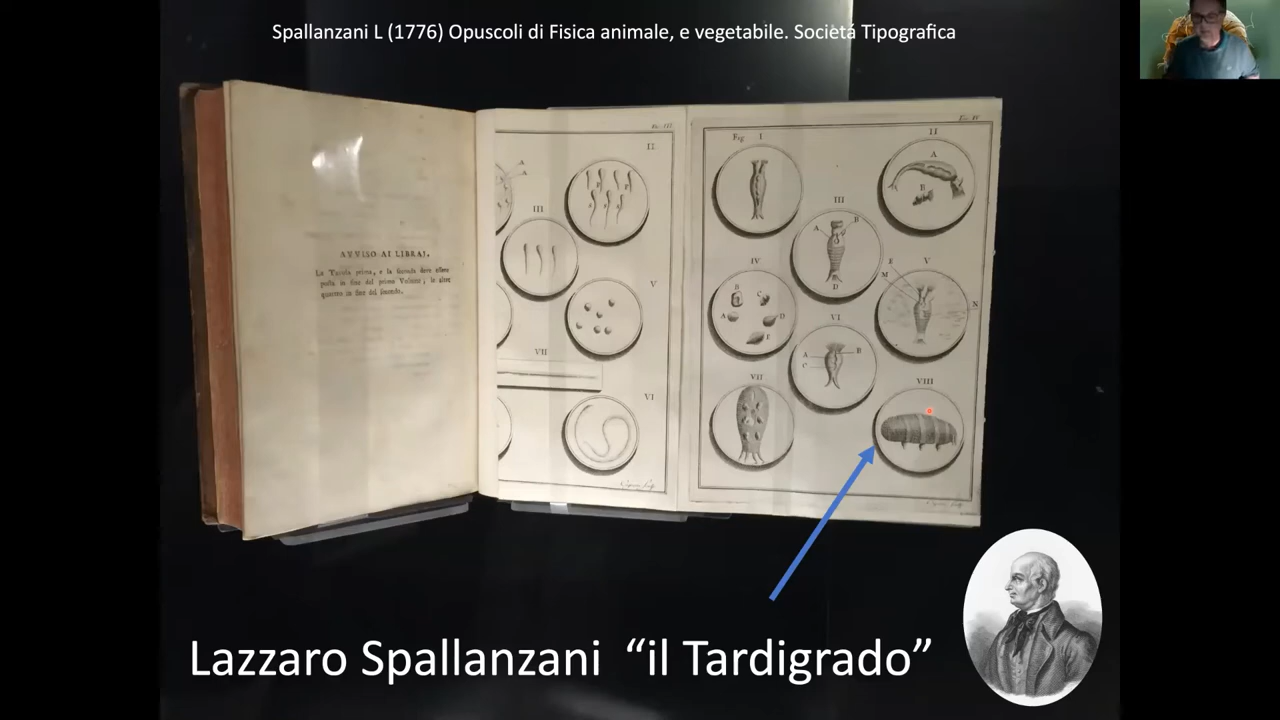 Spallanzani L (1776) Opuscoli di Fisica animale, e vegetabile. Societá Tipografica
AVVISO AI LIBRAJ.
La Tavola prima, e la seconda deve essere
posta in fine del primo Volume, le altre
quattro in fine del secondo.
II.
III
V
VII
VI
Fig I
II
A
B
III
A B
D
IV
B C
A D
E
V
E
M
N
VI
A B
C
VII
VIII
Lazzaro Spallanzani “il Tardigrado”